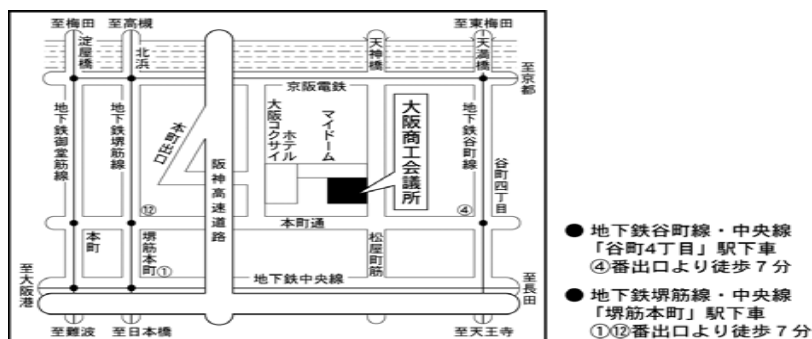 至梅田
至高槻
至東梅田
淀屋橋
北浜
天神橋
天満橋
至京都
京阪電鉄
地下鉄御堂筋線
地下鉄堺筋線
本町出口
阪神高速道路
大阪コクサイ
ホテル
マイドーム
大阪商工会議所
地下鉄谷町線
谷町四丁目
⑫
④
本町通
本町
堺筋本町①
松屋町筋
地下鉄中央線
至大阪港
至長田
至難波
至日本橋
至天王寺
● 地下鉄谷町線・中央線
「谷町4丁目」駅下車
④番出口より徒歩７分
● 地下鉄堺筋線・中央線
「堺筋本町」駅下車
①⑫番出口より徒歩７分